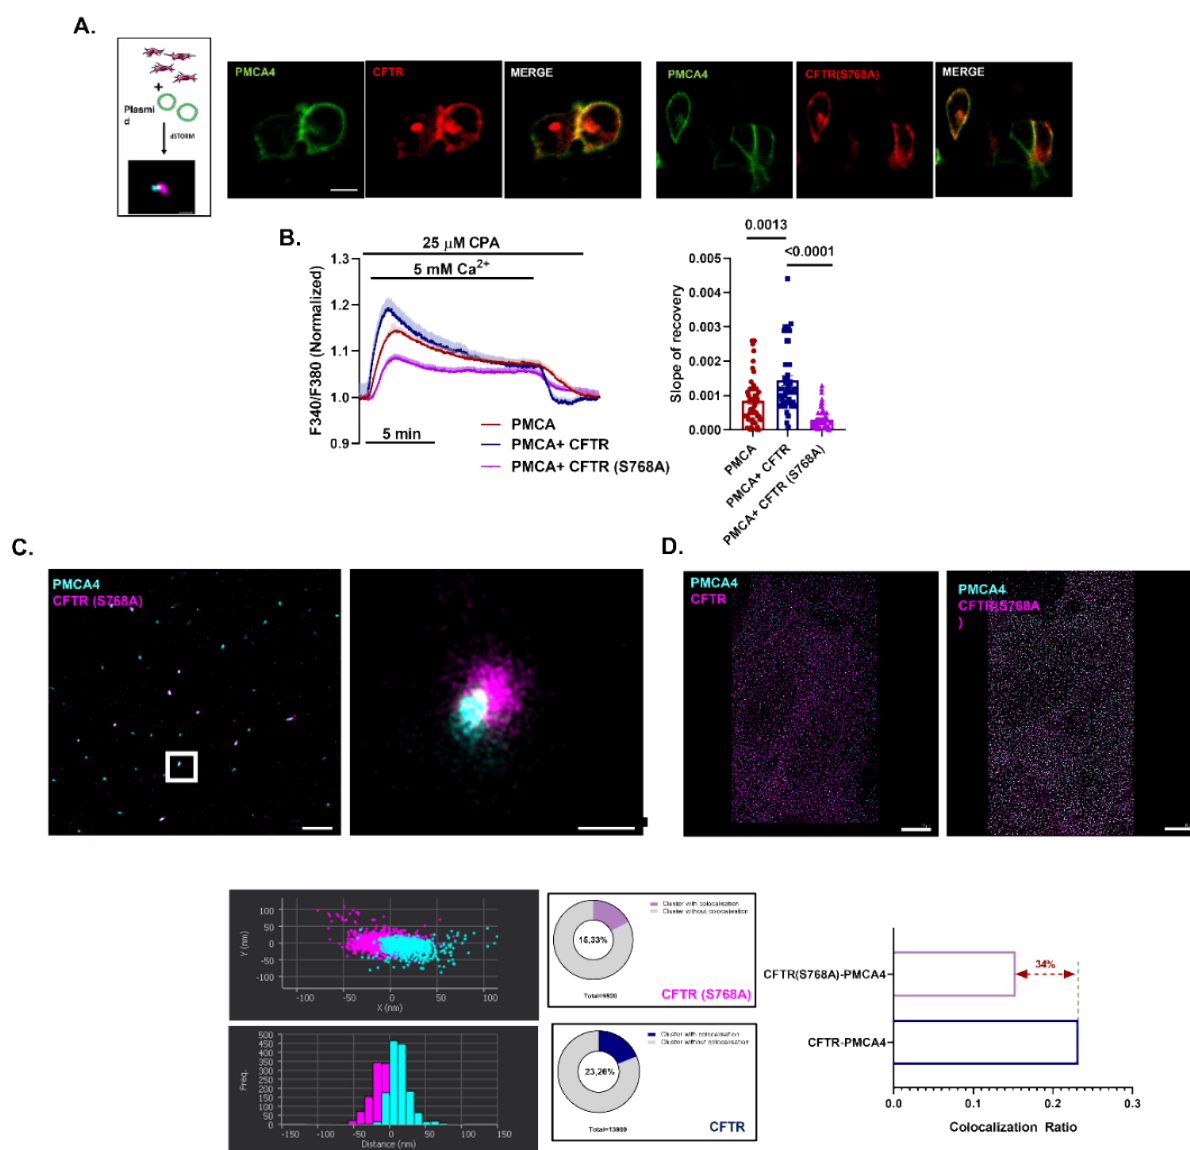 A.
Plasmi
d
+
dSTORM
PMCA4
CFTR
MERGE
PMCA4
CFTR(S768A)
MERGE
B.
25 μM CPA
5 mM Ca2+
F340/F380 (Normalized)
1.3
1.2
1.1
1.0
0.9
5 min
PMCA
PMCA+ CFTR
PMCA+ CFTR (S768A)
0.0013
<0.0001
Slope of recovery
0.005
0.004
0.003
0.002
0.001
0.000
PMCA
PMCA+ CFTR
PMCA+ CFTR (S768A)
C.
PMCA4
CFTR (S768A)
D.
PMCA4
CFTR
PMCA4
CFTR(S768A
)
Y (nm)
100
50
0
-50
-100
-100
-50
0
50
100
X (nm)
Freq.
500
450
400
350
300
250
200
150
100
50
0
-150
-100
-50
0
50
100
150
Distance (nm)
Cluster with colocalisation
Cluster without colocalisation
15,33%
CFTR (S768A)
Cluster with colocalisation
Cluster without colocalisation
23,26%
CFTR
CFTR(S768A)-PMCA4
34%
CFTR-PMCA4
0.0
0.1
0.2
0.3
Colocalization Ratio